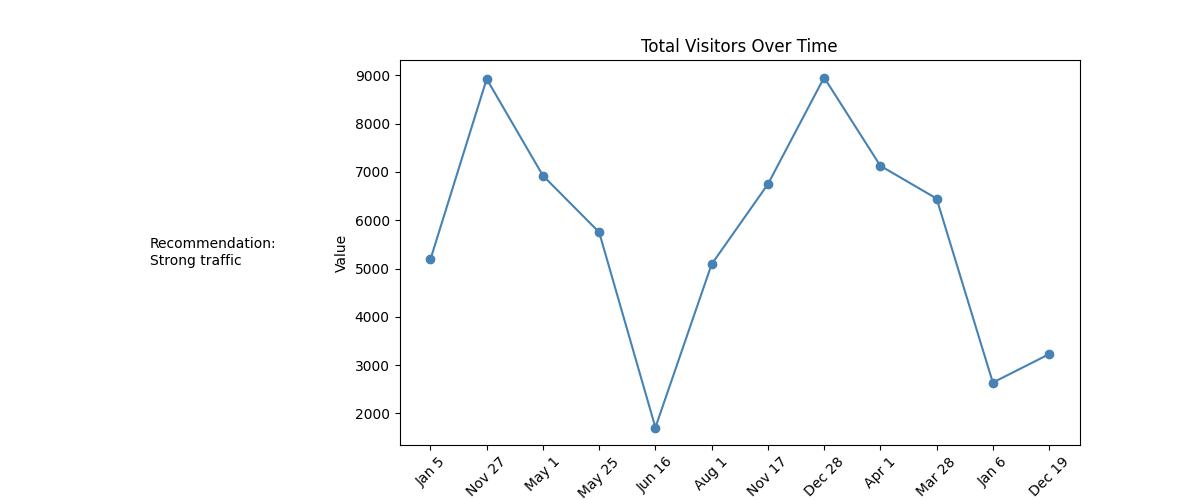 Total Visitors Over Time
9000
8000
7000
6000
5000
4000
3000
2000
Value
Recommendation:
Strong traffic
Jan 5
Nov 27
May 1
May 25
Jun 16
Aug 1
Nov 17
Dec 28
Apr 1
Mar 28
Jan 6
Dec 19